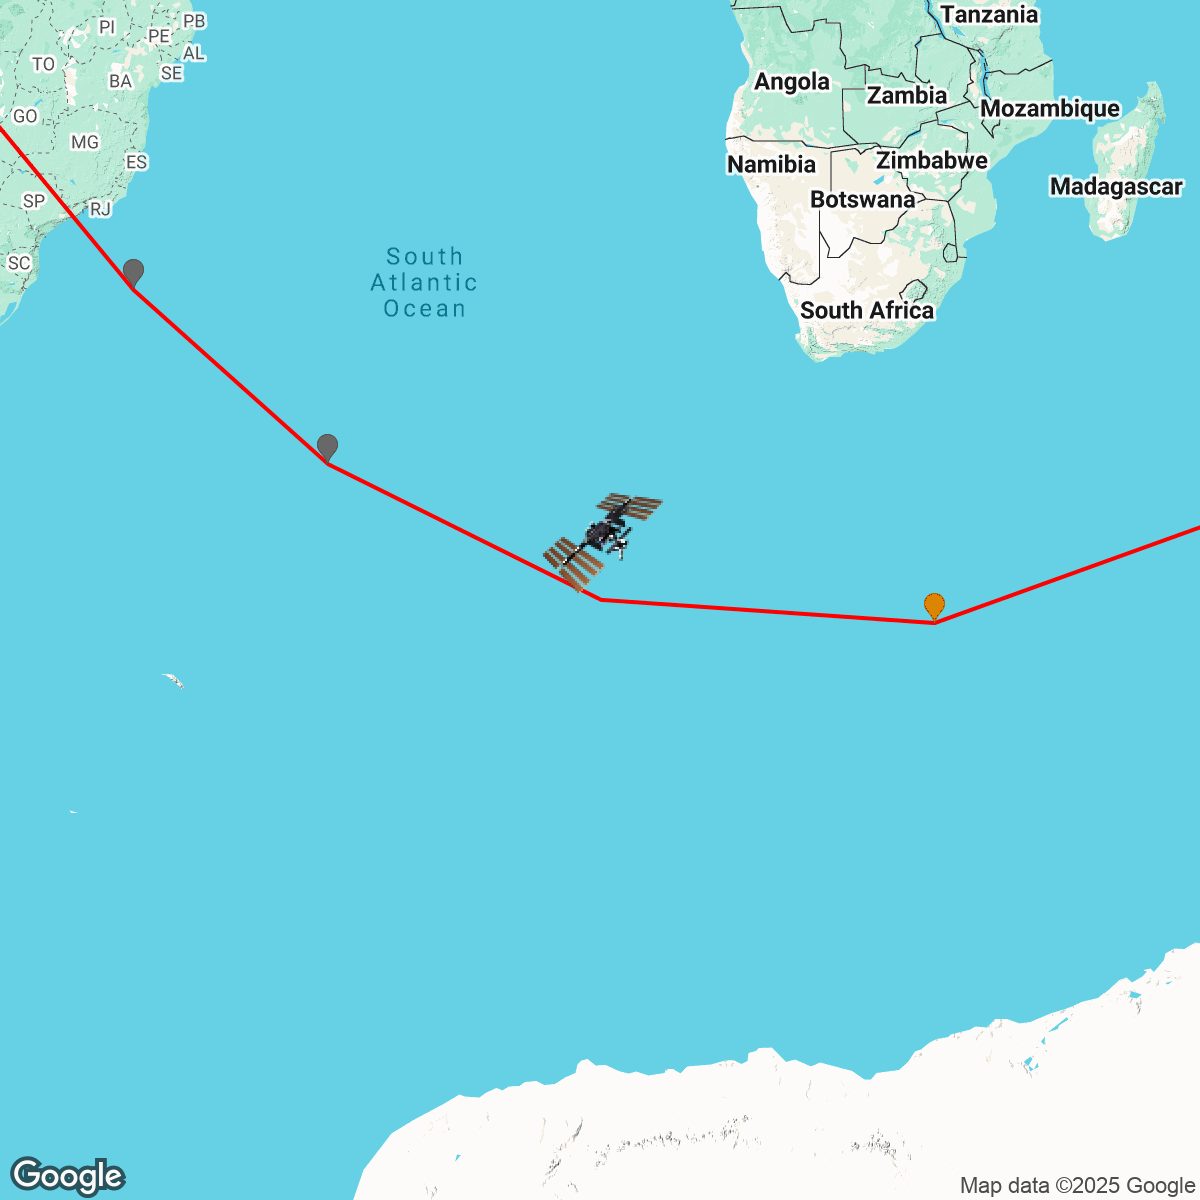 PB
PI
PE
AL
TO
SE
BA
GO
MG
ES
SP
RJ
SC
South
Atlantic
Ocean
Tanzania
Angola
Zambia
Mozambique
Zimbabwe
Namibia
Madagascar
Botswana
South Africa
Google
Map data ©2025 Google